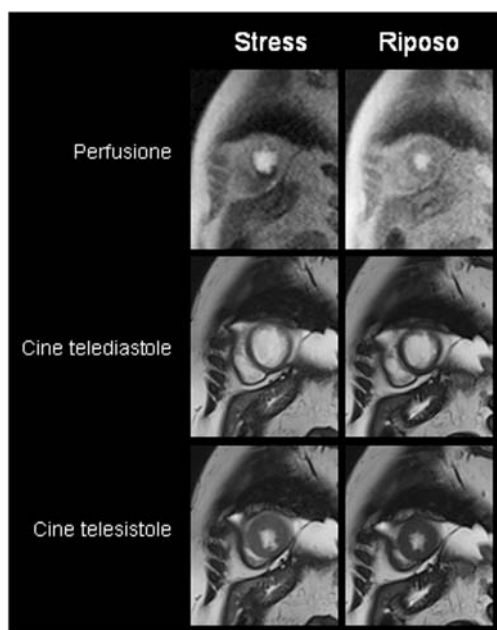 Stress Riposo
Perfusione
Cine telediastole
Cine telesistole